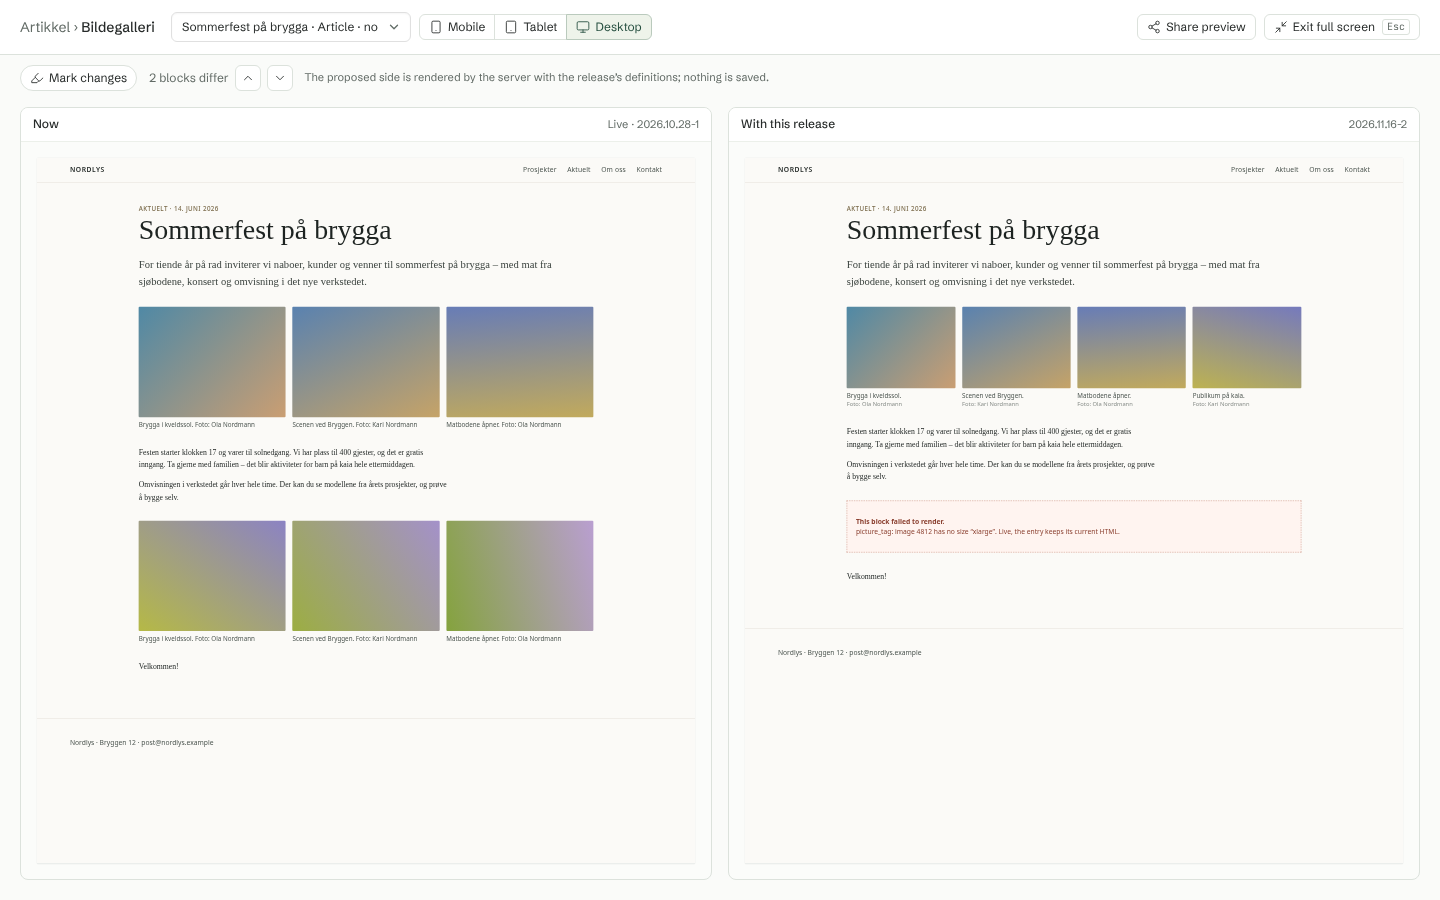 Artikkel › Bildegalleri
Sommerfest på brygga · Article · no
Mobile
Tablet
Desktop
Share preview
Exit full screen Esc
Mark changes
2 blocks differ
The proposed side is rendered by the server with the release's definitions; nothing is saved.
Now
Live · 2026.10.28-1
NORDLYS
Prosjekter Aktuelt Om oss Kontakt
AKTUELT · 14. JUNI 2026
Sommerfest på brygga
For tiende år på rad inviterer vi naboer, kunder og venner til sommerfest på brygga – med mat fra
sjøbodene, konsert og omvisning i det nye verkstedet.
Brygga i kveldssol. Foto: Ola Nordmann
Scenen ved Bryggen. Foto: Kari Nordmann
Matbodene åpner. Foto: Ola Nordmann
Festen starter klokken 17 og varer til solnedgang. Vi har plass til 400 gjester, og det er gratis
inngang. Ta gjerne med familien – det blir aktiviteter for barn på kaia hele ettermiddagen.
Omvisningen i verkstedet går hver hele time. Der kan du se modellene fra årets prosjekter, og prøve
å bygge selv.
Brygga i kveldssol. Foto: Ola Nordmann
Scenen ved Bryggen. Foto: Kari Nordmann
Matbodene åpner. Foto: Ola Nordmann
Velkommen!
Nordlys · Bryggen 12 · post@nordlys.example
With this release
2026.11.16-2
NORDLYS
Prosjekter Aktuelt Om oss Kontakt
AKTUELT · 14. JUNI 2026
Sommerfest på brygga
For tiende år på rad inviterer vi naboer, kunder og venner til sommerfest på brygga – med mat fra
sjøbodene, konsert og omvisning i det nye verkstedet.
Brygga i kveldssol.
Foto: Ola Nordmann
Scenen ved Bryggen.
Foto: Kari Nordmann
Matbodene åpner.
Foto: Ola Nordmann
Publikum på kaia.
Foto: Kari Nordmann
Festen starter klokken 17 og varer til solnedgang. Vi har plass til 400 gjester, og det er gratis
inngang. Ta gjerne med familien – det blir aktiviteter for barn på kaia hele ettermiddagen.
Omvisningen i verkstedet går hver hele time. Der kan du se modellene fra årets prosjekter, og prøve
å bygge selv.
This block failed to render.
picture_tag: image 4812 has no size "xlarge". Live, the entry keeps its current HTML.
Velkommen!
Nordlys · Bryggen 12 · post@nordlys.example